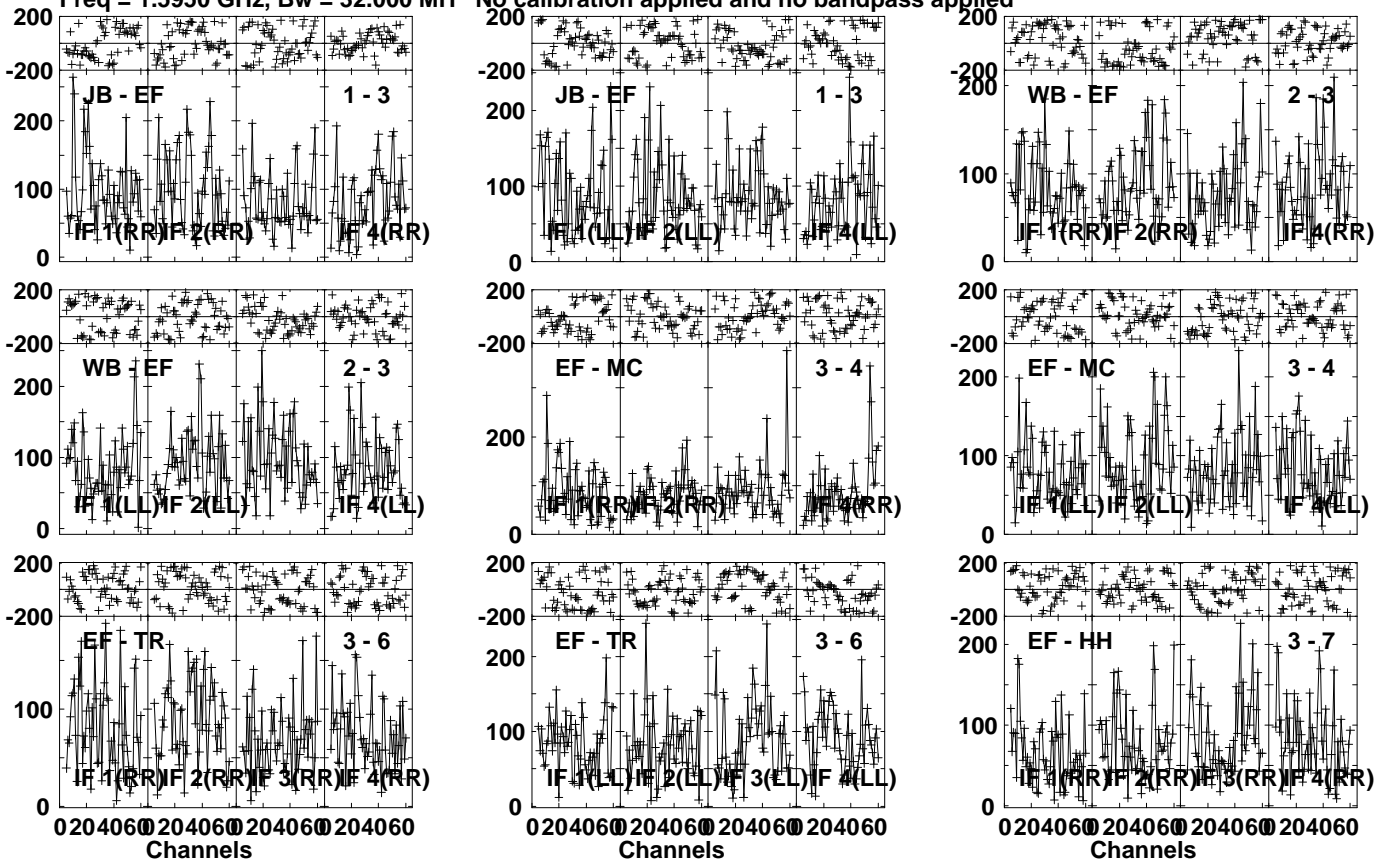 Freq = 1.5950 GHz, Bw = 32.000 MH No calibration applied and no bandpass applied
-200
JB - EF 1 - 3
200
100
0
IF 1(RR) IF 2(RR) IF 4(RR)
JB - EF 1 - 3
200
100
0
IF 1(LL) IF 2(LL) IF 4(LL)
-200
WB - EF 2 - 3
200
100
0
IF 1(RR) IF 2(RR) IF 4(RR)
200
-200
WB - EF 2 - 3
200
100
0
IF 1(LL) IF 2(LL) IF 4(LL)
200
-200
EF - MC 3 - 4
200
0
IF 1(RR) IF 2(RR) IF 4(RR)
200
-200
EF - MC 3 - 4
200
100
0
IF 1(LL) IF 2(LL) IF 4(LL)
200
-200
EF - TR 3 - 6
100
0
IF 1(RR) IF 2(RR) IF 3(RR) IF 4(RR)
0 20 40 60 0 20 40 60 0 20 40 60 0 20 40 60
Channels
200
-200
EF - TR 3 - 6
200
100
0
IF 1(LL) IF 2(LL) IF 3(LL) IF 4(LL)
0 20 40 60 0 20 40 60 0 20 40 60 0 20 40 60
Channels
200
-200
EF - HH 3 - 7
200
100
0
IF 1(RR) IF 2(RR) IF 3(RR) IF 4(RR)
0 20 40 60 0 20 40 60 0 20 40 60 0 20 40 60
Channels